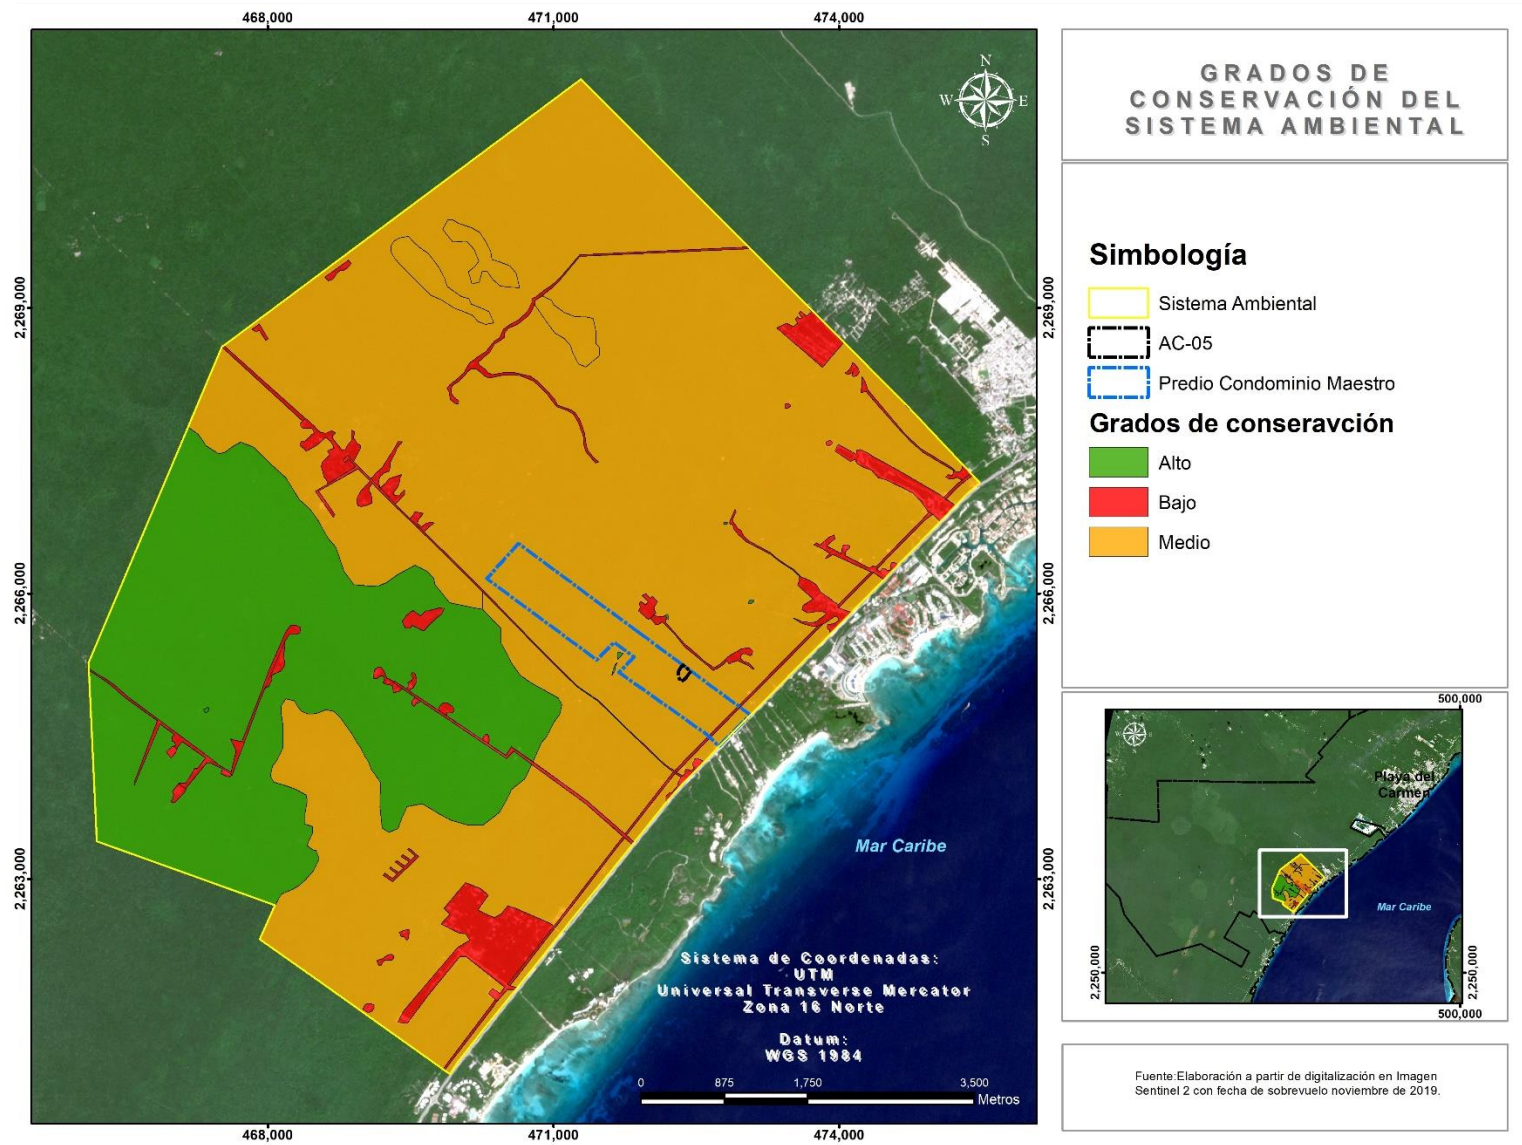 468,000
471,000
474,000
2,269,000
2,266,000
2,263,000
2,269,000
2,266,000
2,263,000
N
W
E
S
Mar Caribe
Sistema de Coordenadas:
UTM
Universal Transverse Mercator
Zona 16 Norte
Datum:
WGS 1984
0
875
1,750
3,500
Metros
468,000
471,000
474,000
GRADOS DE
CONSERVACIÓN DEL
SISTEMA AMBIENTAL
Simbología
Sistema Ambiental
AC-05
Predio Condominio Maestro
Grados de conseravción
Alto
Bajo
Medio
500,000
N
W
E
S
Playa del
Carmen
Mar Caribe
2,250,000
2,250,000
500,000
Fuente:Elaboración a partir de digitalización en Imagen
Sentinel 2 con fecha de sobrevuelo noviembre de 2019.